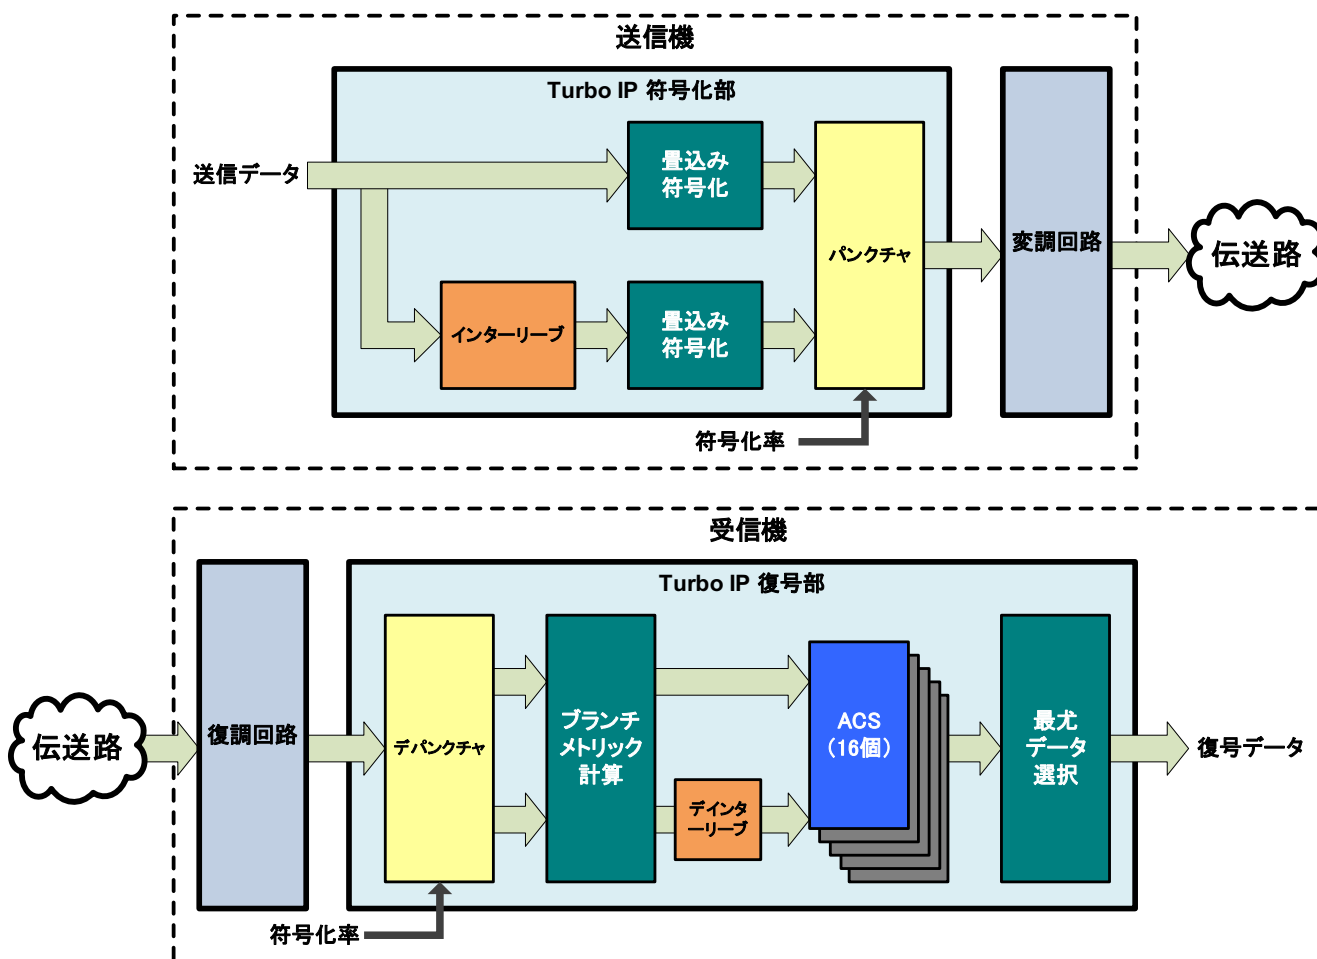 送信機
Turbo IP 符号化部
送信データ
畳込み
符号化
インターリーブ
畳込み
符号化
パンクチャ
変調回路
伝送路
符号化率
受信機
Turbo IP 復号部
伝送路
復調回路
デパンクチャ
ブランチ
メトリック
計算
デインタ
ーリーブ
ACS
(16個)
最尤
データ
選択
復号データ
符号化率